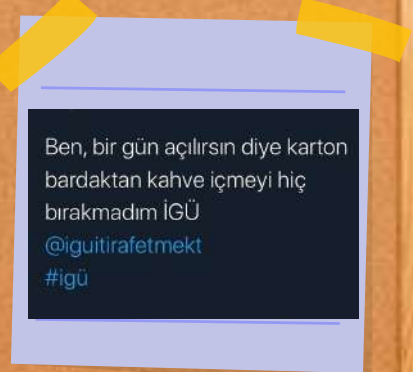 Ben, bir gün açılırsın diye karton
bardaktan kahve içmeyi hiç
bırakmadım İGÜ
@iguitirafetmekt
#igü